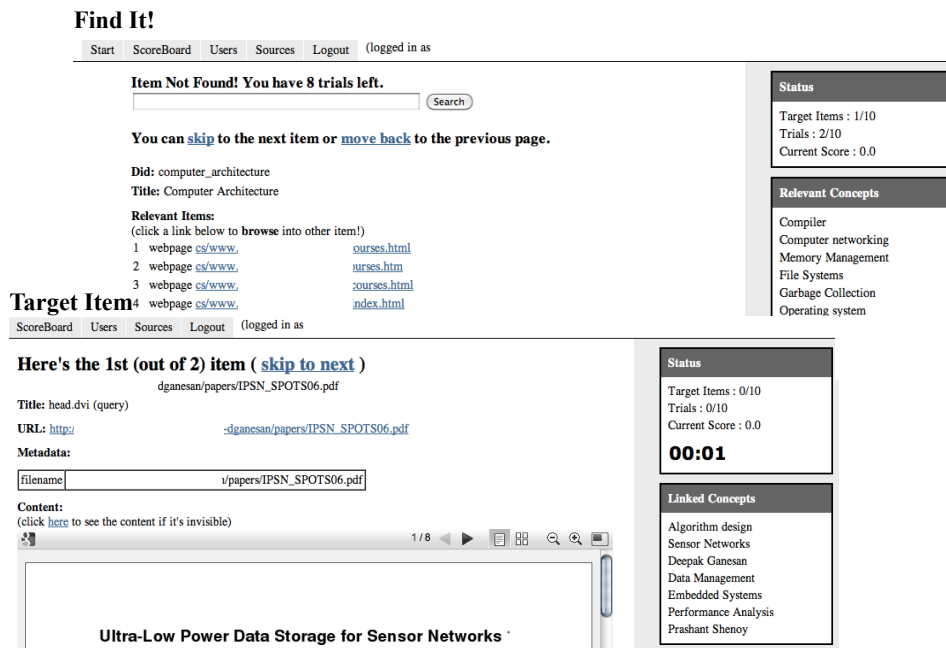 Find It!
Start ScoreBoard Users Sources Logout (logged in as
Item Not Found! You have 8 trials left.
Search
You can skip to the next item or move back to the previous page.
Did: computer_architecture
Title: Computer Architecture
Relevant Items:
(click a link below to browse into other item!)
1 webpage cs/www. ourses.html
2 webpage cs/www. urses.htm
3 webpage cs/www. courses.html
4 webpage cs/www. index.html
Status
Target Items : 1/10
Trials : 2/10
Current Score : 0.0
Relevant Concepts
Compiler
Computer networking
Memory Management
File Systems
Garbage Collection
Operating system
Target Item
ScoreBoard Users Sources Logout (logged in as
Here's the 1st (out of 2) item ( skip to next )
dganesan/papers/IPSN_SPOTS06.pdf
Title: head.dvi (query)
URL: http:/ -dganesan/papers/IPSN_SPOTS06.pdf
Metadata:
filename /papers/IPSN_SPOTS06.pdf
Content:
(click here to see the content if it's invisible)
1 / 8
Ultra-Low Power Data Storage for Sensor Networks *
Status
Target Items : 0/10
Trials : 0/10
Current Score : 0.0
00:01
Linked Concepts
Algorithm design
Sensor Networks
Deepak Ganesan
Data Management
Embedded Systems
Performance Analysis
Prashant Shenoy